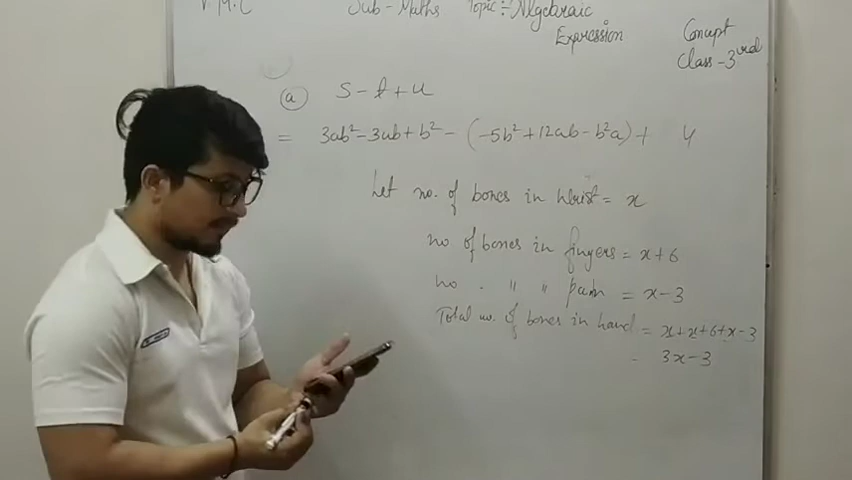 V.M.C Sub-Maths Topic:- Algebraic
Expression
Concept
Class-3rd
(a) S - t + u
= 3ab² - 3ab + b² - (-5b² + 12ab - b²a) + 4
Let no. of bones in wrist = x
no of bones in fingers = x+6
no. " " palm = x-3
Total no. of bones in hand = x+x+6+x-3
= 3x-3